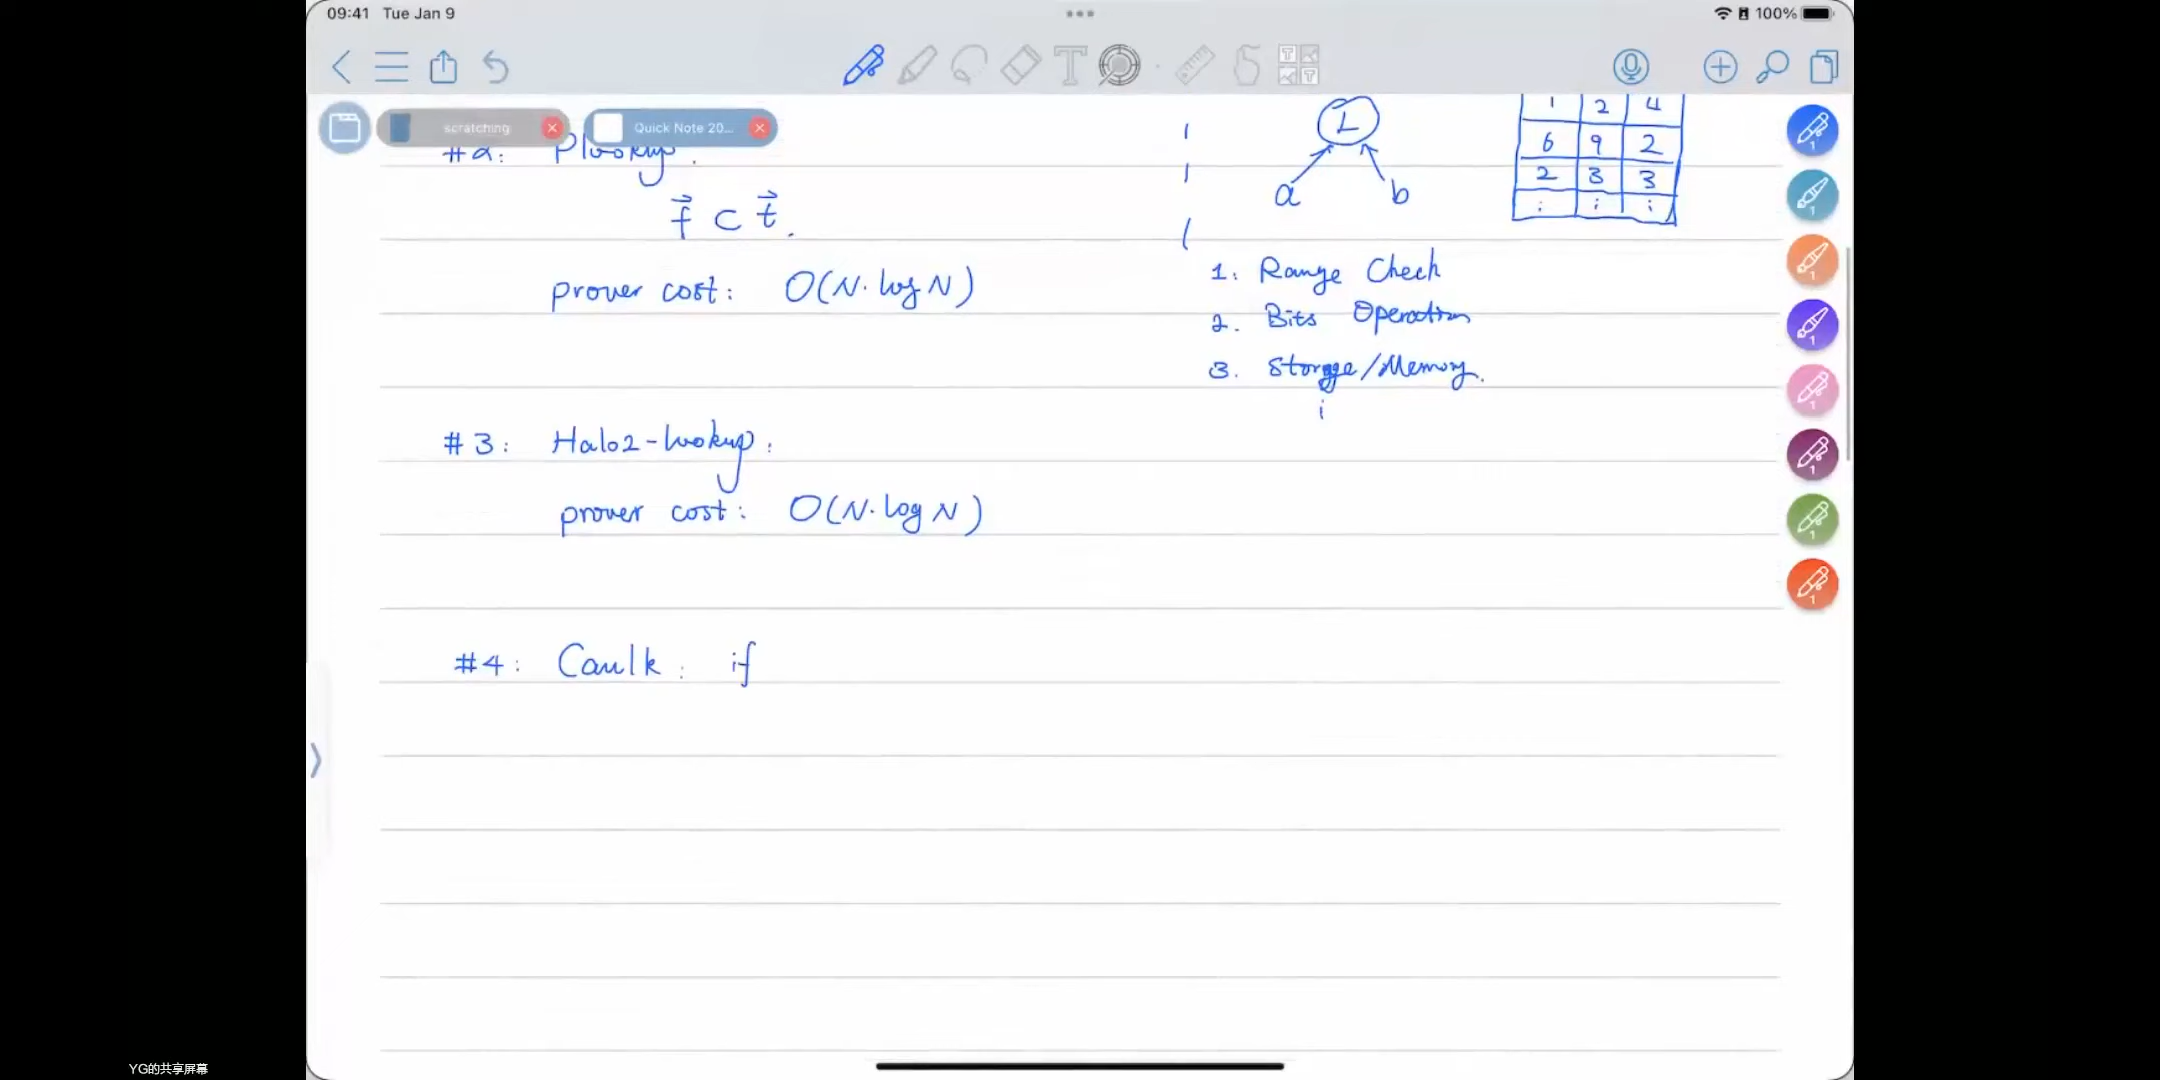 09:41 Tue Jan 9
100%
scratching
Quick Note 20...
#2: Plookup.
f ⊂ t.
prover cost: O(N·log N)
#3: Halo2-lookup:
prover cost: O(N·log N)
#4: Caulk: if
L
a b
1 2 4
6 9 2
2 3 3
⋮ ⋮ ⋮
1. Range Check
2. Bits Operation
3. Storage/Memory.
YG的共享屏幕